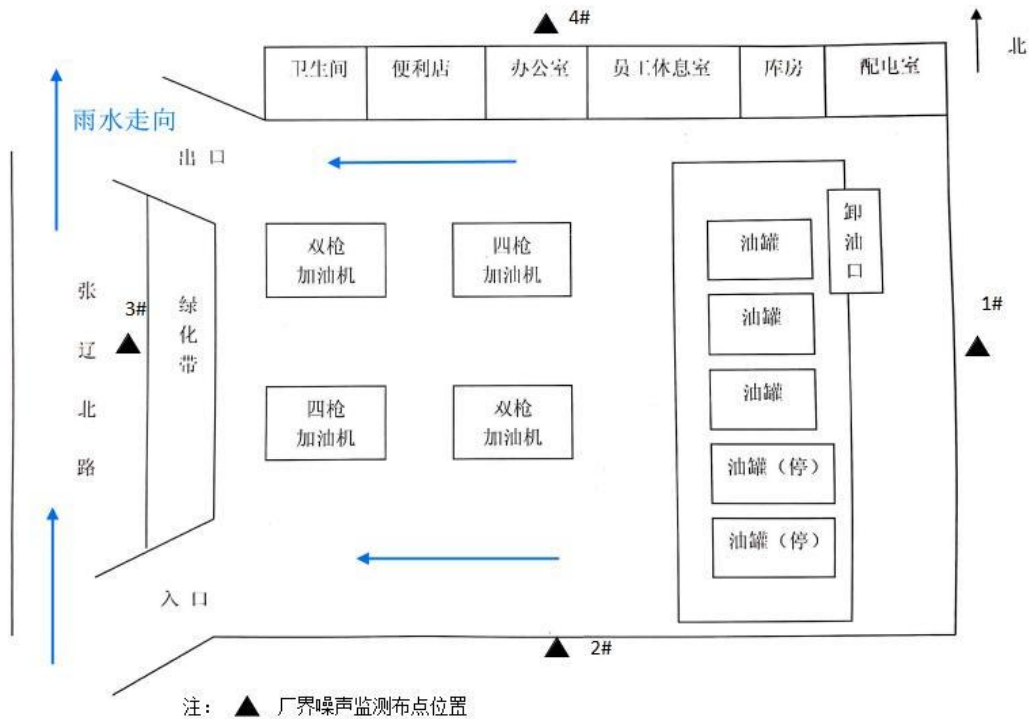 4#
北
卫生间
便利店
办公室
员工休息室
库房
配电室
雨水走向
出 口
卸
油
口
双枪
加油机
四枪
加油机
油罐
油罐
油罐
油罐（停）
油罐（停）
1#
3#
张
辽
北
路
绿
化
带
四枪
加油机
双枪
加油机
入 口
2#
注： ▲ 厂界噪声监测布点位置